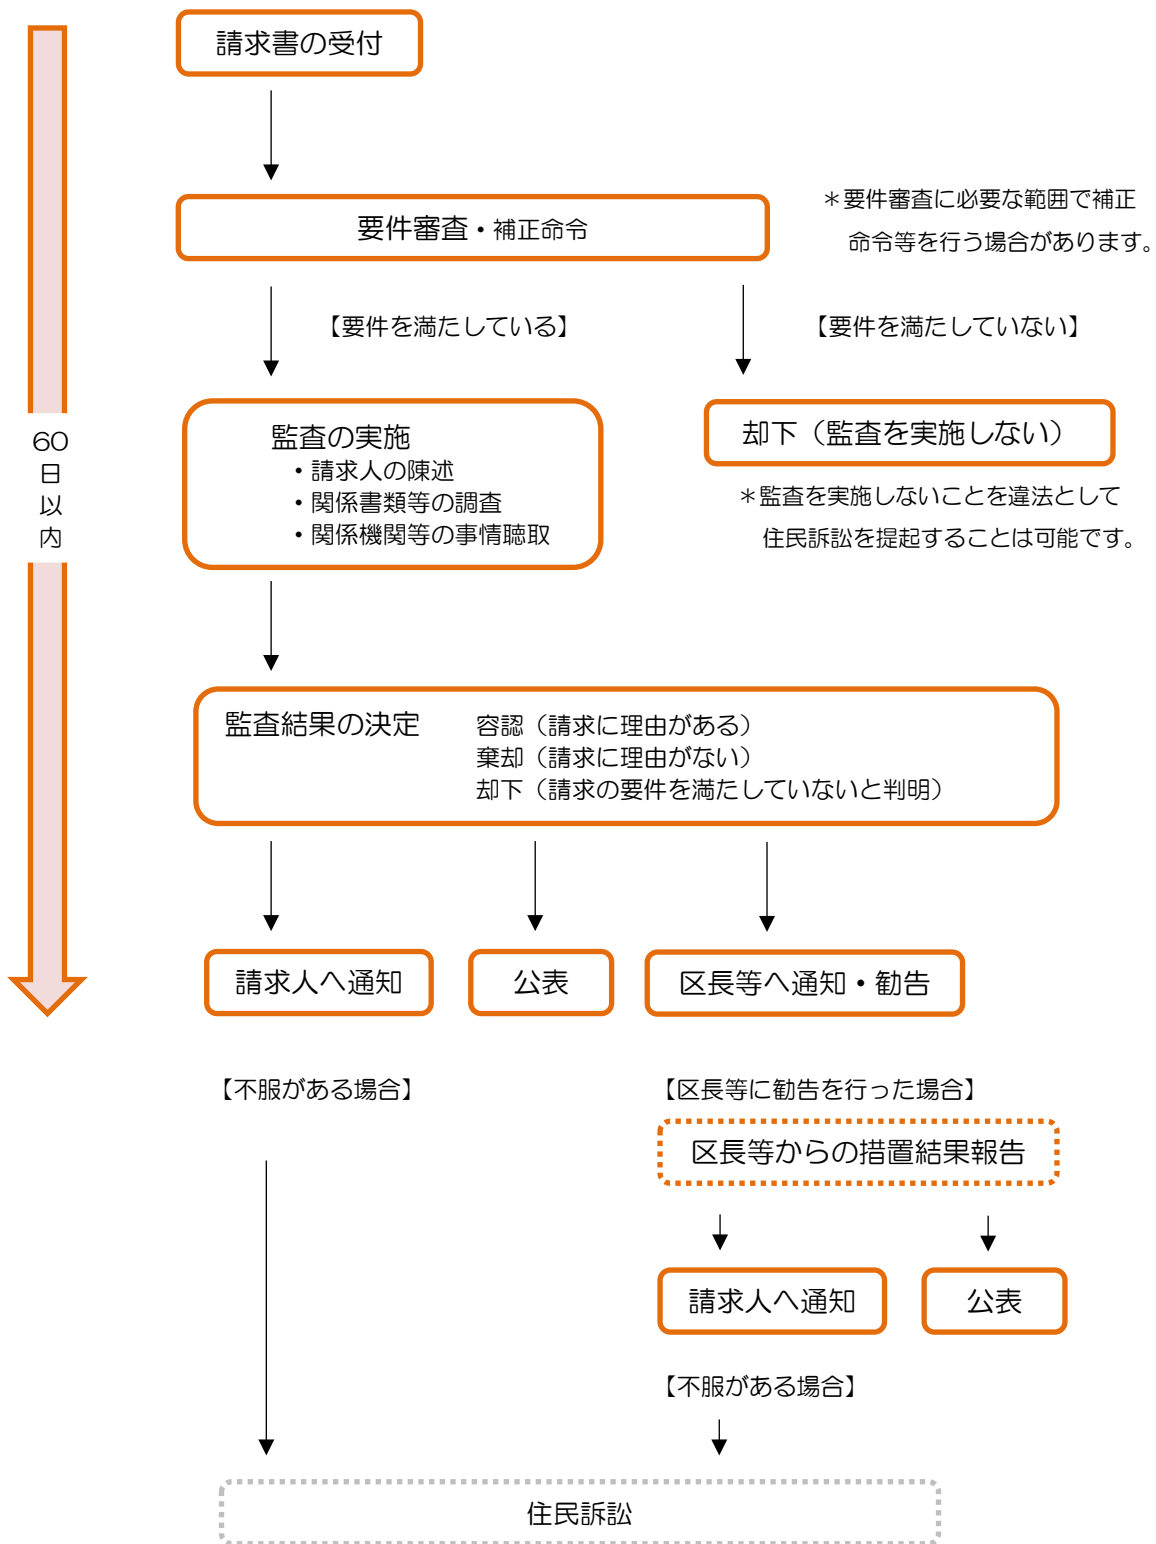 請求書の受付
要件審査・補正命令
＊要件審査に必要な範囲で補正
命令等を行う場合があります。
【要件を満たしている】
【要件を満たしていない】
60
日
以
内
監査の実施
・請求人の陳述
・関係書類等の調査
・関係機関等の事情聴取
却下（監査を実施しない）
＊監査を実施しないことを違法として
住民訴訟を提起することは可能です。
監査結果の決定　容認（請求に理由がある）
棄却（請求に理由がない）
却下（請求の要件を満たしていないと判明）
請求人へ通知
公表
区長等へ通知・勧告
【不服がある場合】
【区長等に勧告を行った場合】
区長等からの措置結果報告
請求人へ通知
公表
【不服がある場合】
住民訴訟